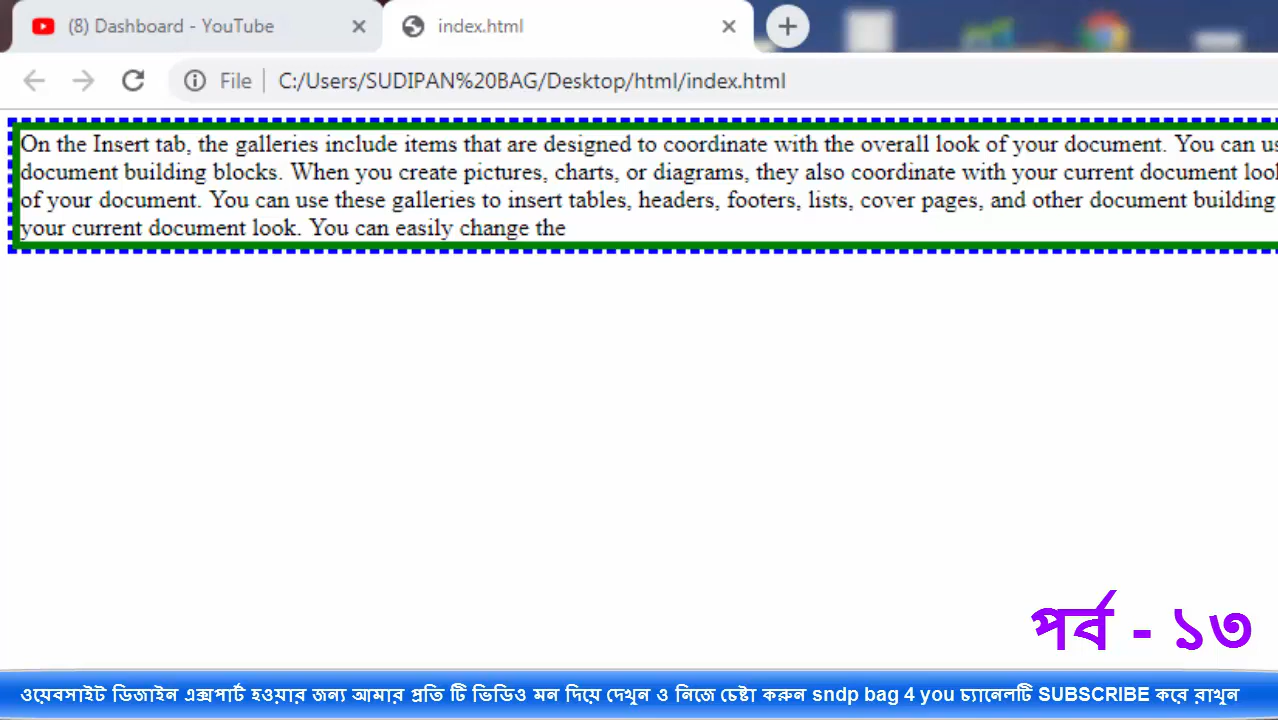 (8) Dashboard - YouTube
index.html
File
C:/Users/SUDIPAN%20BAG/Desktop/html/index.html
On the Insert tab, the galleries include items that are designed to coordinate with the overall look of your document. You can us
document building blocks. When you create pictures, charts, or diagrams, they also coordinate with your current document look
of your document. You can use these galleries to insert tables, headers, footers, lists, cover pages, and other document building
your current document look. You can easily change the
পর্ব - ১৩
ওয়েবসাইট ডিজাইন এক্সপার্ট হওয়ার জন্য আমার প্রতি টি ভিডিও মন দিয়ে দেখুন ও নিজে চেষ্টা করুন sndp bag 4 you চ্যানেলটি SUBSCRIBE করে রাখুন